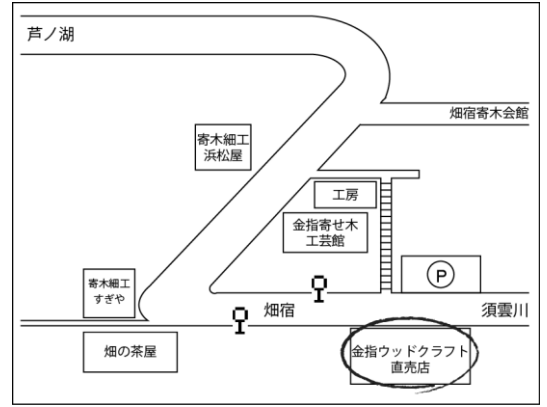 芦ノ湖
畑宿寄木会館
寄木細工
浜松屋
工房
金指寄せ木
工芸館
P
寄木細工
すぎや
畑宿
須雲川
畑の茶屋
金指ウッドクラフト
直売店